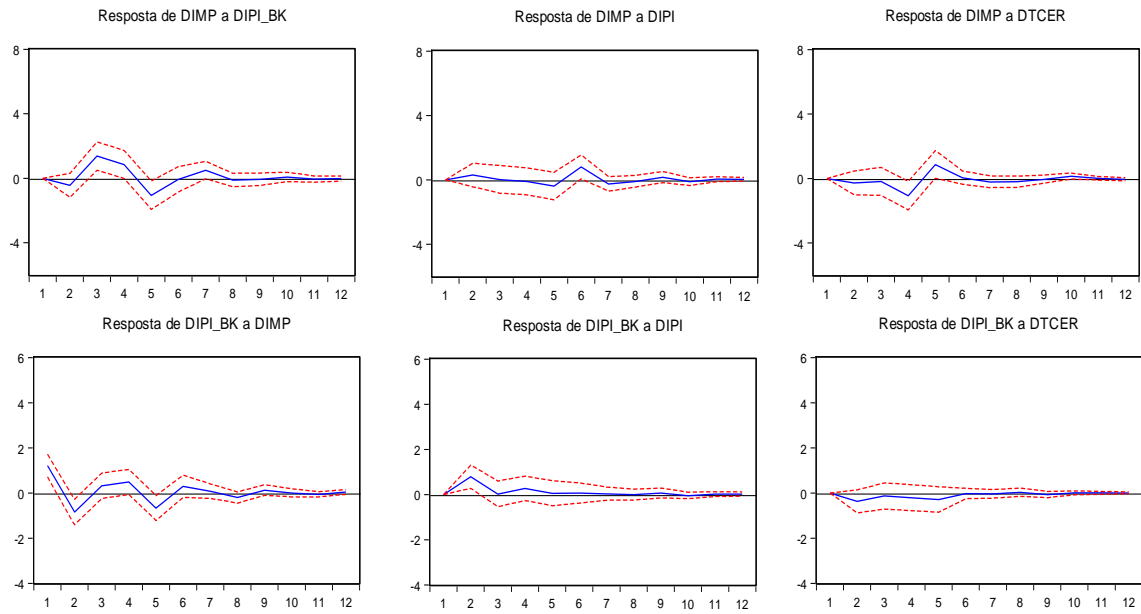 Resposta de DIMP a DIPI_BK
Resposta de DIMP a DIPI
Resposta de DIMP a DTCER
8
4
0
-4
1 2 3 4 5 6 7 8 9 10 11 12
8
4
0
-4
1 2 3 4 5 6 7 8 9 10 11 12
8
4
0
-4
1 2 3 4 5 6 7 8 9 10 11 12
Resposta de DIPI_BK a DIMP
Resposta de DIPI_BK a DIPI
Resposta de DIPI_BK a DTCER
6
4
2
0
-2
-4
1 2 3 4 5 6 7 8 9 10 11 12
6
4
2
0
-2
-4
1 2 3 4 5 6 7 8 9 10 11 12
6
4
2
0
-2
-4
1 2 3 4 5 6 7 8 9 10 11 12